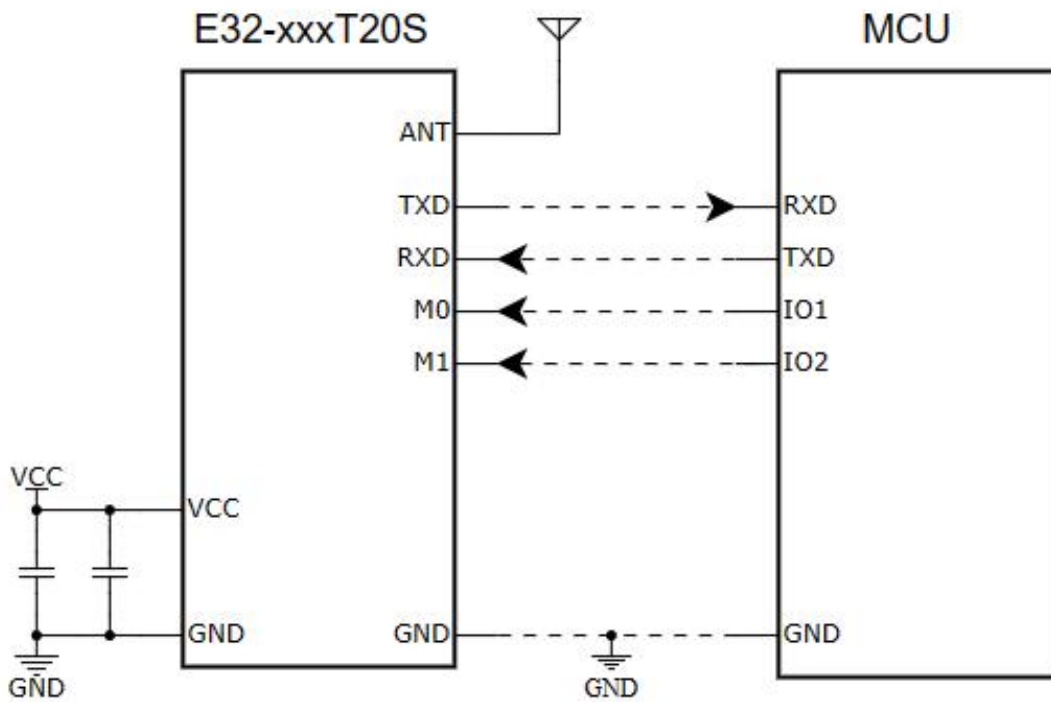 E32-xxxT20S
MCU
ANT
TXD
RXD
RXD
TXD
M0
IO1
M1
IO2
VCC
VCC
GND
GND
GND
GND
GND